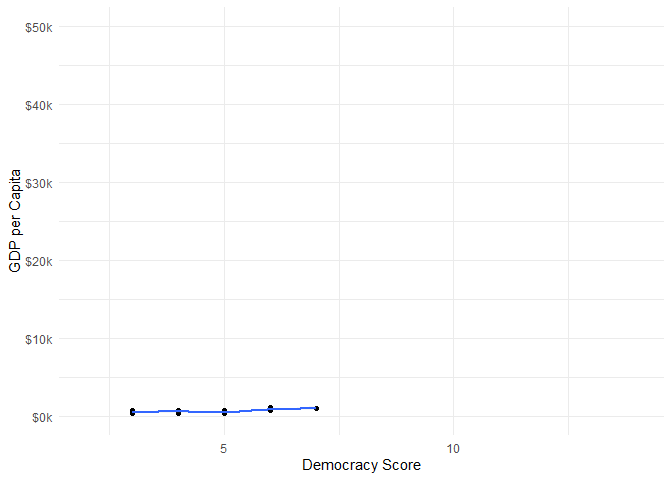 $50k
$40k
$30k
$20k
$10k
$0k
GDP per Capita
5
10
Democracy Score